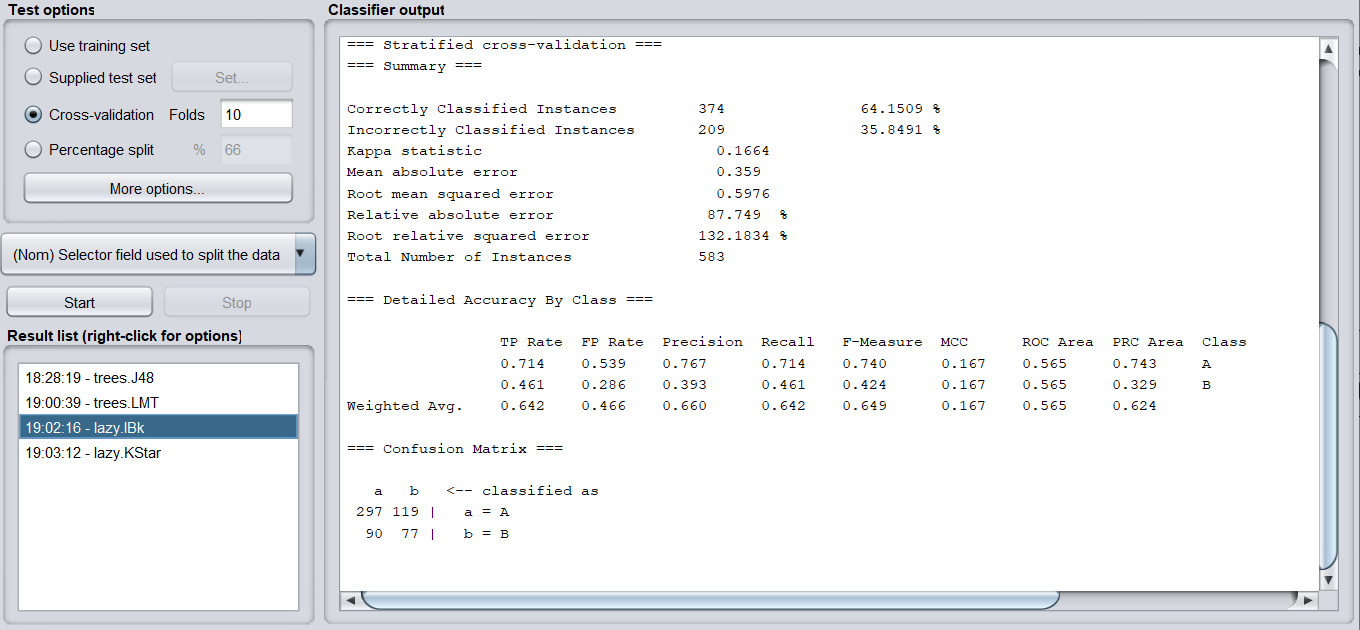 Test options
Use training set
Supplied test set Set...
Cross-validation Folds 10
Percentage split % 66
More options...
(Nom) Selector field used to split the data
Start Stop
Result list (right-click for options)
18:28:19 - trees.J48
19:00:39 - trees.LMT
19:02:16 - lazy.IBk
19:03:12 - lazy.KStar
Classifier output
=== Stratified cross-validation ===
=== Summary ===
Correctly Classified Instances 374 64.1509 %
Incorrectly Classified Instances 209 35.8491 %
Kappa statistic 0.1664
Mean absolute error 0.359
Root mean squared error 0.5976
Relative absolute error 87.749 %
Root relative squared error 132.1834 %
Total Number of Instances 583
=== Detailed Accuracy By Class ===
TP Rate FP Rate Precision Recall F-Measure MCC ROC Area PRC Area Class
0.714 0.539 0.767 0.714 0.740 0.167 0.565 0.743 A
0.461 0.286 0.393 0.461 0.424 0.167 0.565 0.329 B
Weighted Avg. 0.642 0.466 0.660 0.642 0.649 0.167 0.565 0.624
=== Confusion Matrix ===
a b <-- classified as
297 119 | a = A
90 77 | b = B